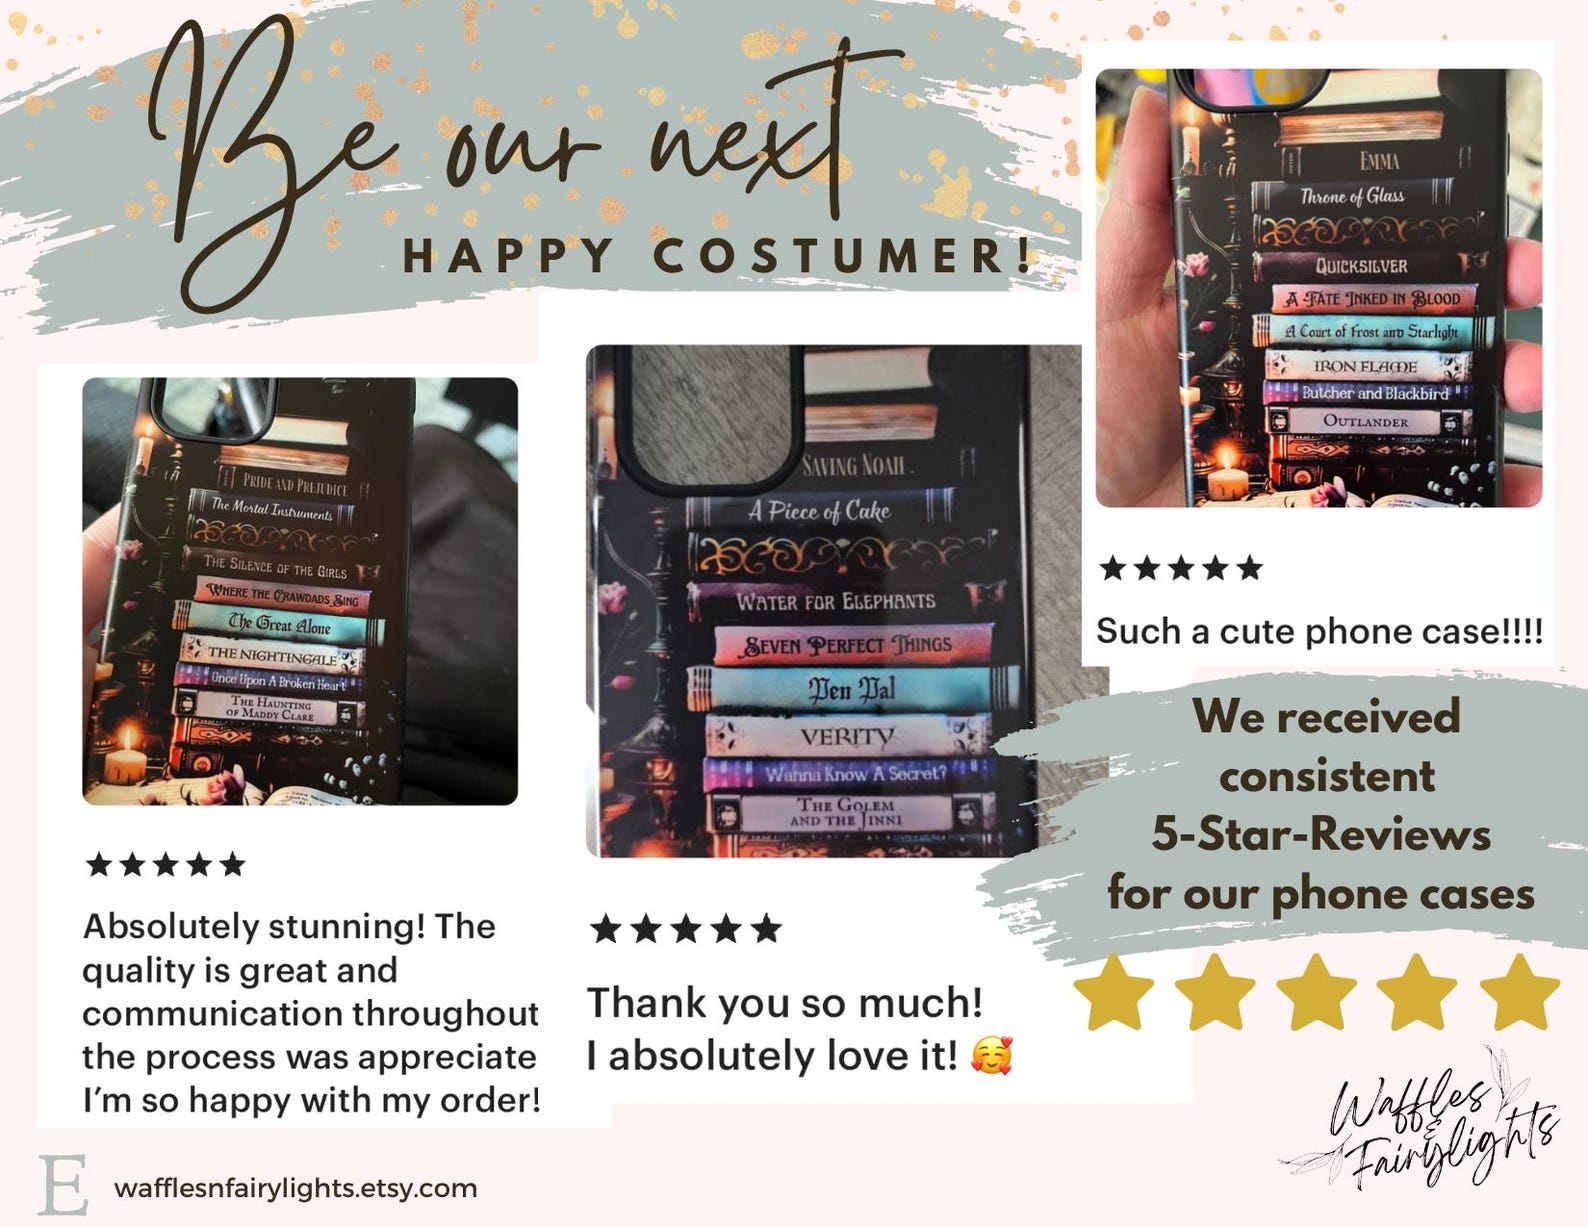 Be our next
HAPPY COSTUMER!
PRIDE AND PREJUDICE
The Mortal Instruments
THE SILENCE OF THE GIRLS
WHERE THE CRAWDADS SING
The Great Alone
THE NIGHTINGALE
Once Upon A Broken Heart
THE HAUNTING
OF MADDY CLARE
Absolutely stunning! The
quality is great and
communication throughout
the process was appreciate
I'm so happy with my order!
SAVING NOAH
A Piece of Cake
WATER FOR ELEPHANTS
SEVEN PERFECT THINGS
Pen Pal
VERITY
Wanna Know A Secret?
THE GOLEM
AND THE JINNI
Thank you so much!
I absolutely love it! 🥰
EMMA
Throne of Glass
QUICKSILVER
A FATE INKED IN BLOOD
A Court of Frost and Starlight
IRON FLAME
Butcher and Blackbird
OUTLANDER
Such a cute phone case!!!!
We received
consistent
5-Star-Reviews
for our phone cases
Waffles
&
Fairylights
E
wafflesnfairylights.etsy.com